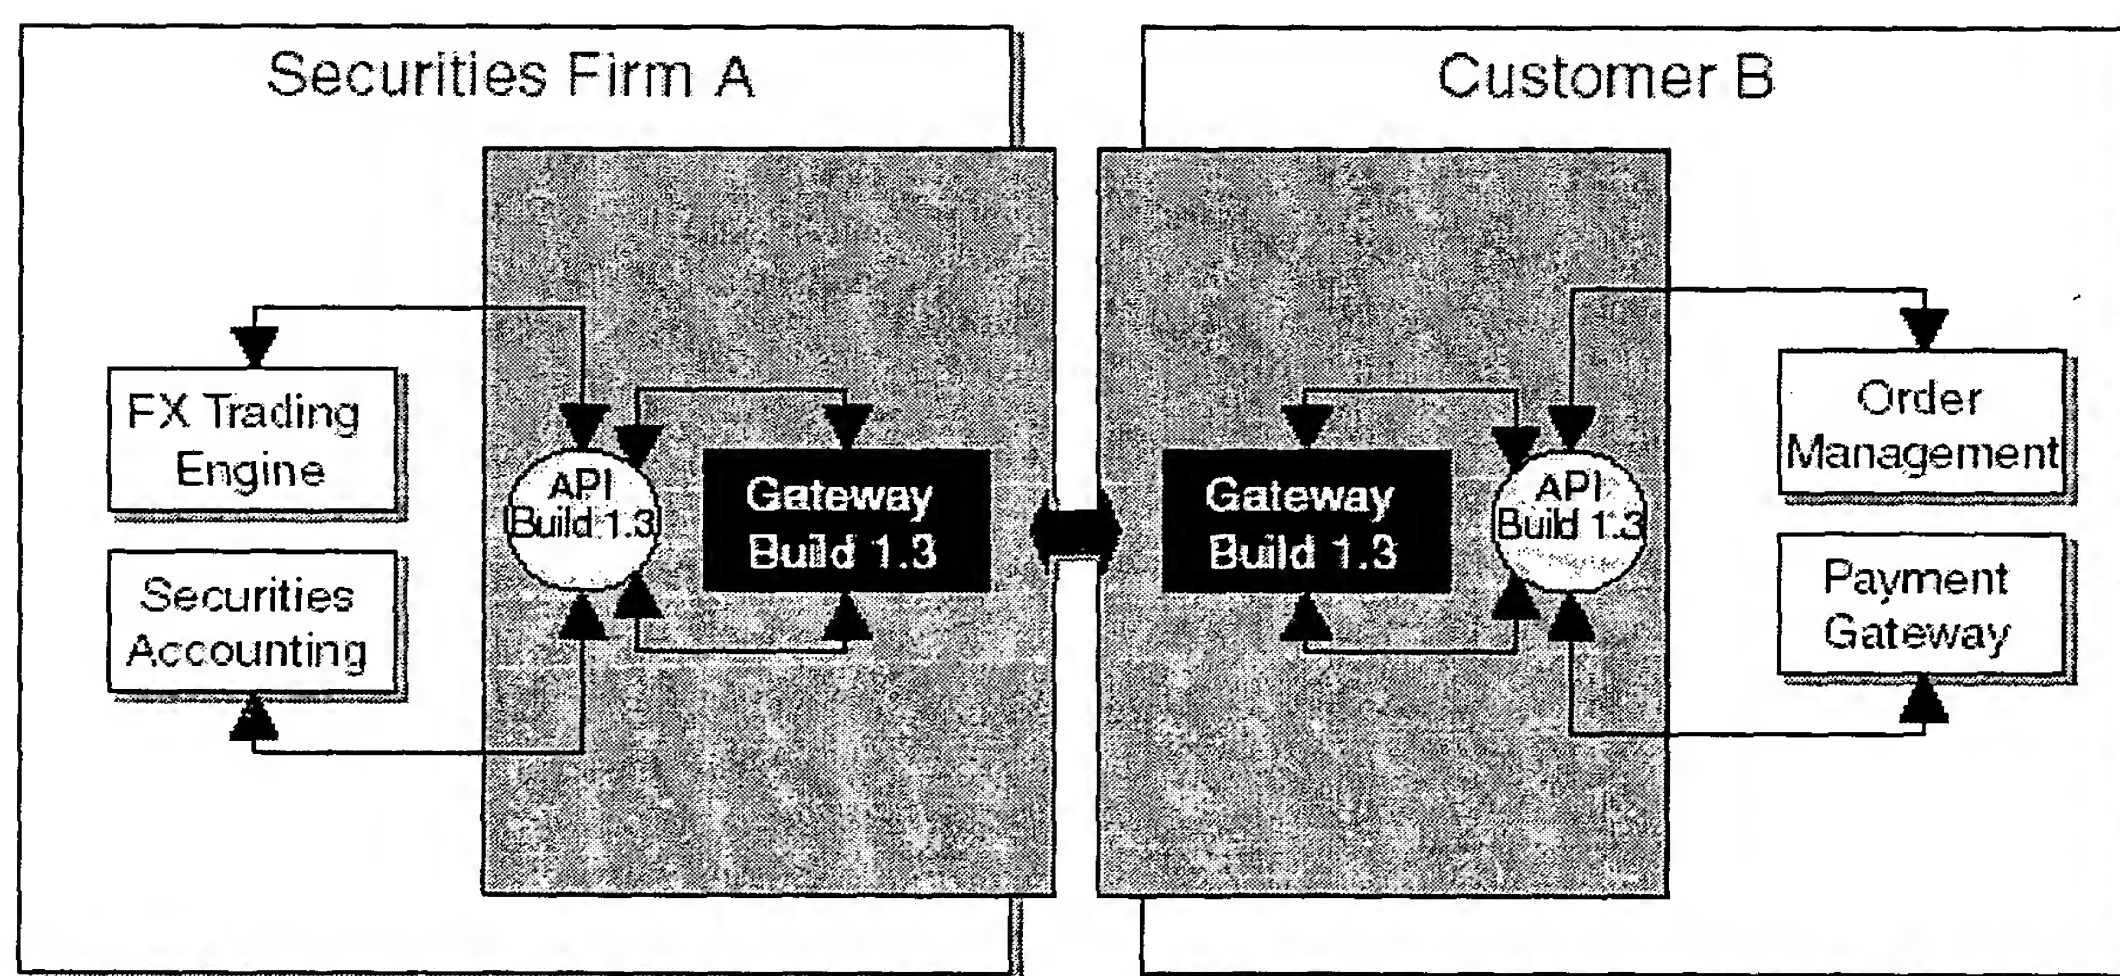 Securities Firm A
FX Trading
Engine
Securities
Accounting
API
Build 1.3
Gateway
Build 1.3
Customer B
Gateway
Build 1.3
API
Build 1.3
Order
Management
Payment
Gateway